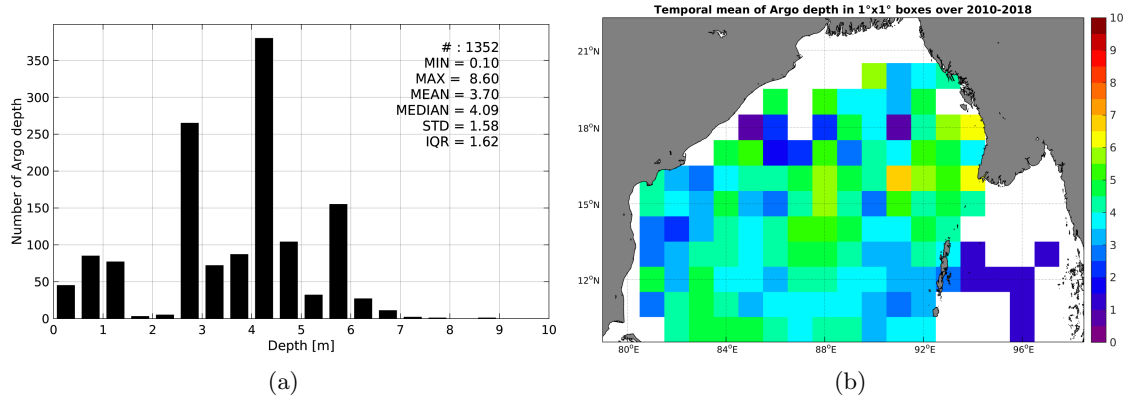 Temporal mean of Argo depth in 1°x1° boxes over 2010-2018
# : 1352
MIN = 0.10
MAX = 8.60
MEAN = 3.70
MEDIAN = 4.09
STD = 1.58
IQR = 1.62
350
300
250
200
150
100
50
0
Number of Argo depth
0 1 2 3 4 5 6 7 8 9 10
Depth [m]
21°N
18°N
15°N
12°N
80°E 84°E 88°E 92°E 96°E
10
9
8
7
6
5
4
3
2
1
0
(a)
(b)